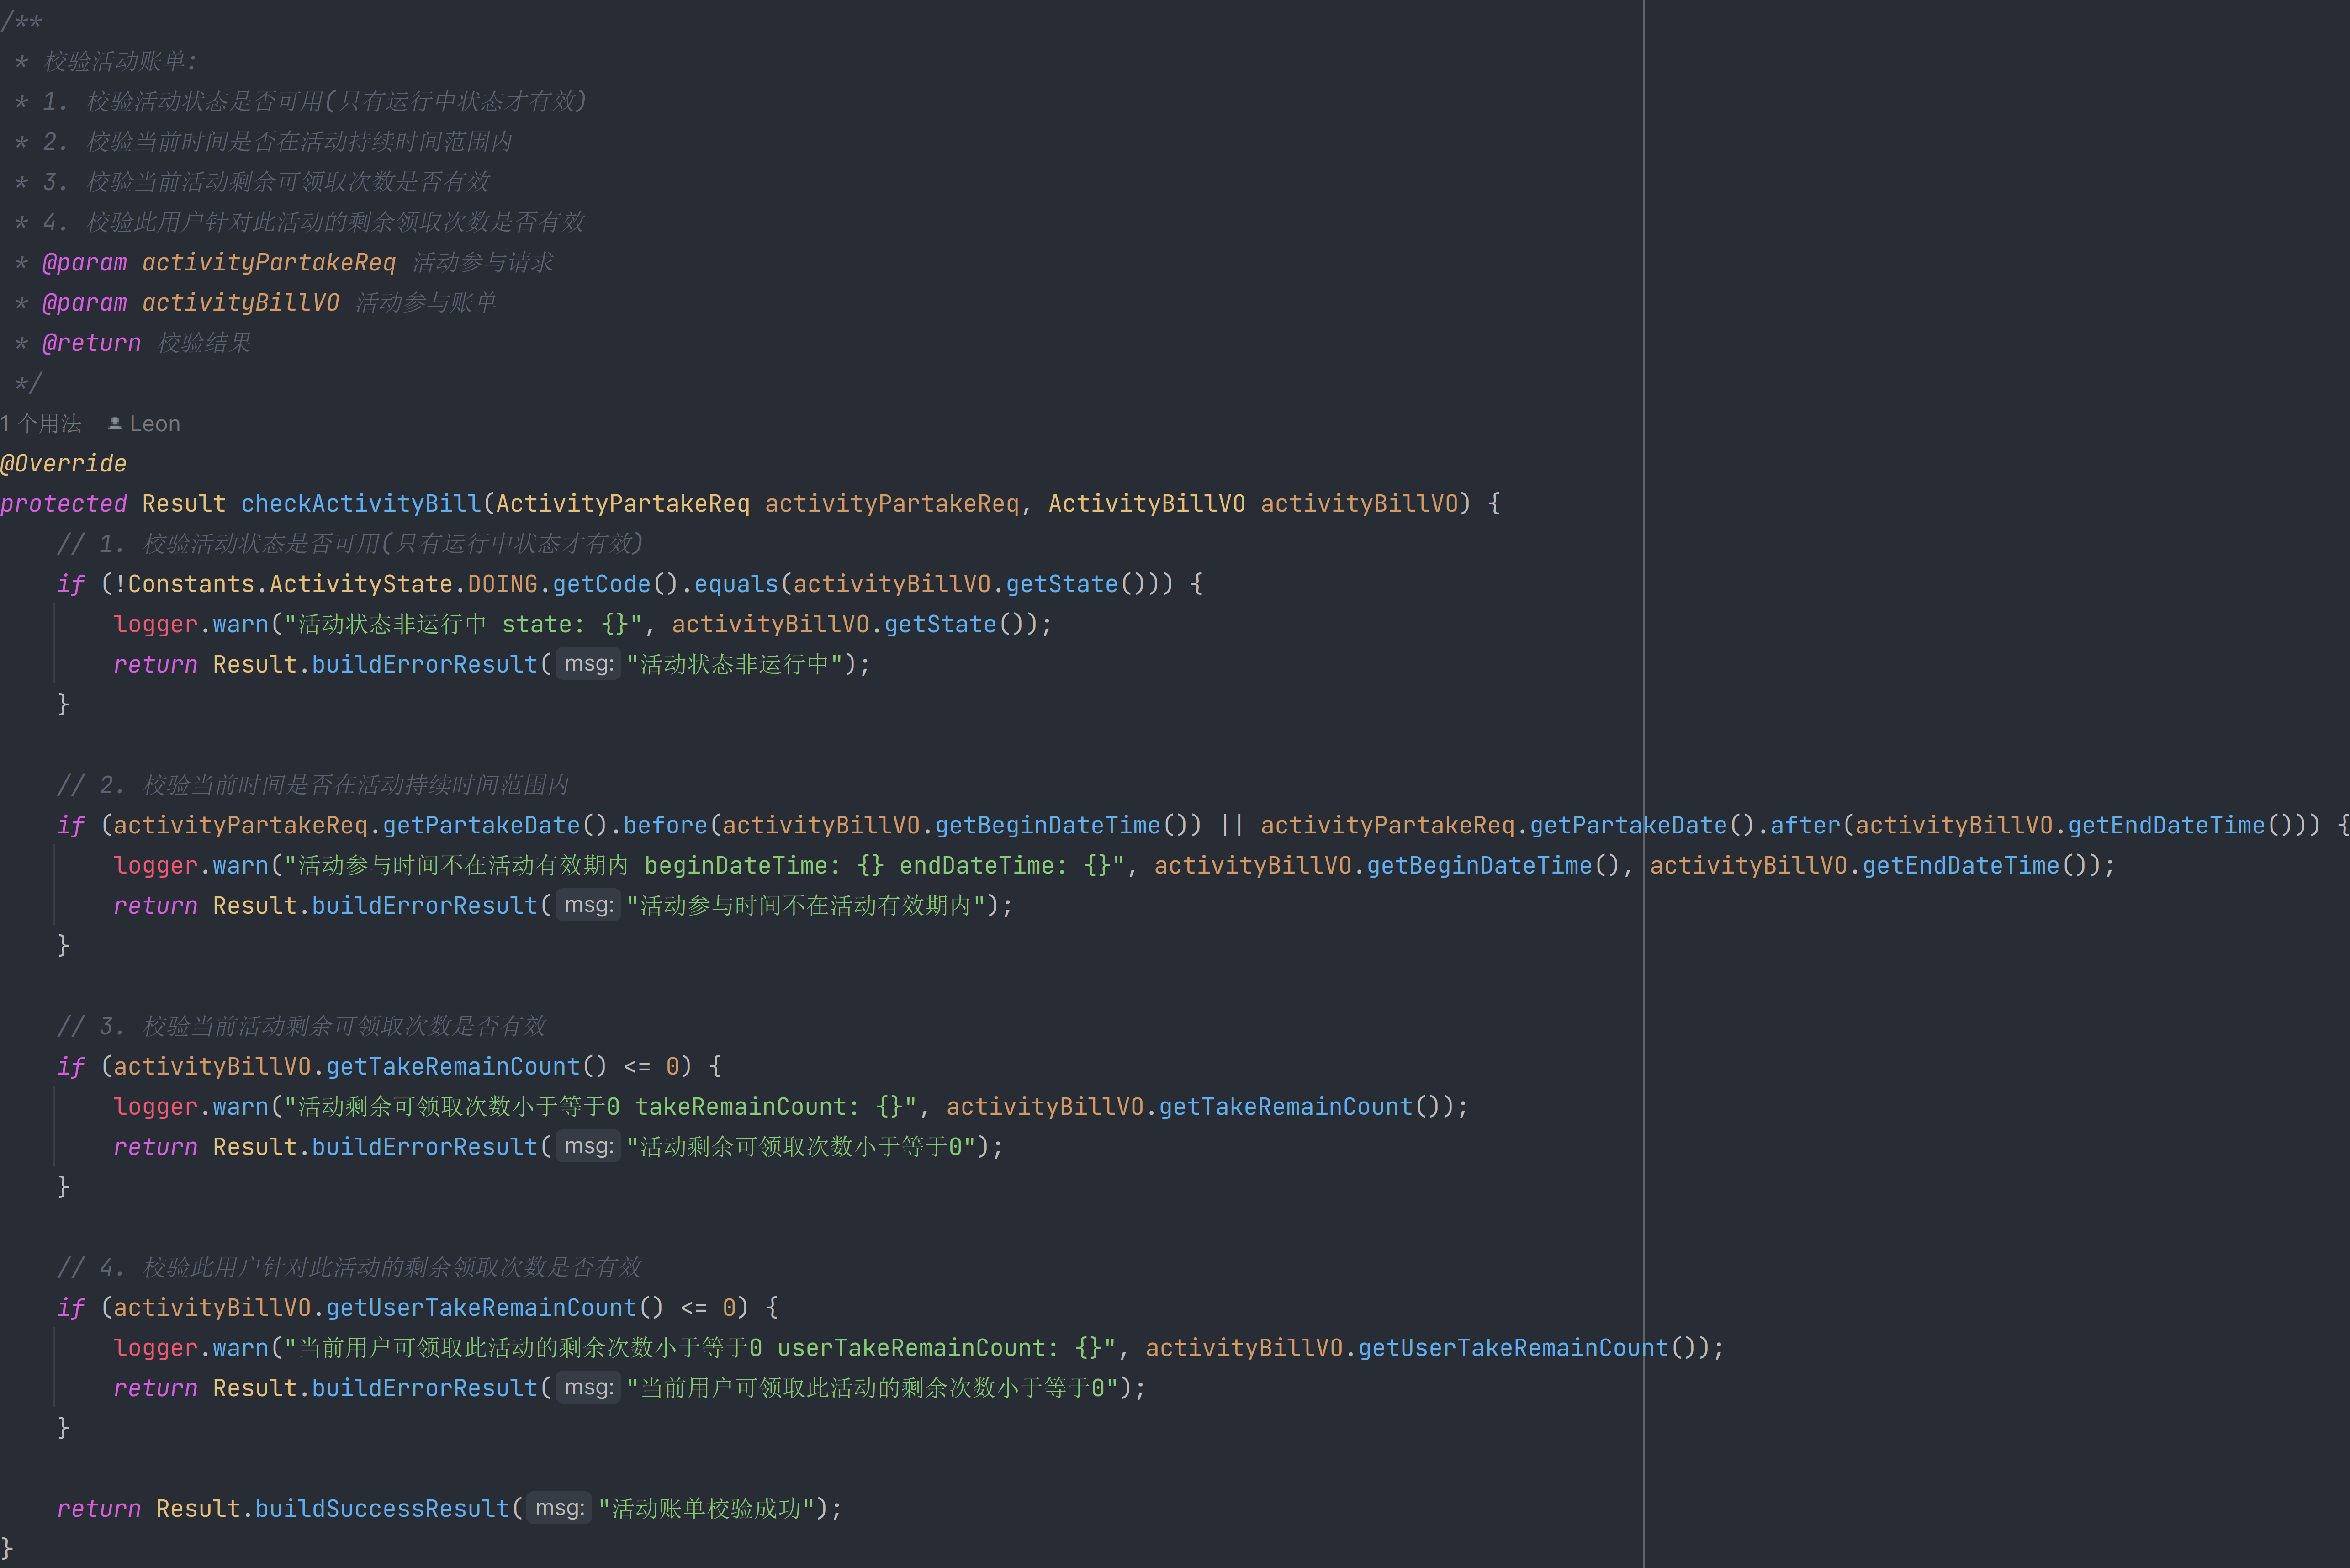 /**
 * 校验活动账单:
 * 1. 校验活动状态是否可用(只有运行中状态才有效)
 * 2. 校验当前时间是否在活动持续时间范围内
 * 3. 校验当前活动剩余可领取次数是否有效
 * 4. 校验此用户针对此活动的剩余领取次数是否有效
 * @param activityPartakeReq 活动参与请求
 * @param activityBillVO 活动参与账单
 * @return 校验结果
 */
1 个用法 Leon
@Override
protected Result checkActivityBill(ActivityPartakeReq activityPartakeReq, ActivityBillVO activityBillVO) {
    // 1. 校验活动状态是否可用(只有运行中状态才有效)
    if (!Constants.ActivityState.DOING.getCode().equals(activityBillVO.getState())) {
        logger.warn("活动状态非运行中 state: {}", activityBillVO.getState());
        return Result.buildErrorResult( msg: "活动状态非运行中");
    }
    // 2. 校验当前时间是否在活动持续时间范围内
    if (activityPartakeReq.getPartakeDate().before(activityBillVO.getBeginDateTime()) || activityPartakeReq.getPartakeDate().after(activityBillVO.getEndDateTime())) {
        logger.warn("活动参与时间不在活动有效期内 beginDateTime: {} endDateTime: {}", activityBillVO.getBeginDateTime(), activityBillVO.getEndDateTime());
        return Result.buildErrorResult( msg: "活动参与时间不在活动有效期内");
    }
    // 3. 校验当前活动剩余可领取次数是否有效
    if (activityBillVO.getTakeRemainCount() <= 0) {
        logger.warn("活动剩余可领取次数小于等于0 takeRemainCount: {}", activityBillVO.getTakeRemainCount());
        return Result.buildErrorResult( msg: "活动剩余可领取次数小于等于0");
    }
    // 4. 校验此用户针对此活动的剩余领取次数是否有效
    if (activityBillVO.getUserTakeRemainCount() <= 0) {
        logger.warn("当前用户可领取此活动的剩余次数小于等于0 userTakeRemainCount: {}", activityBillVO.getUserTakeRemainCount());
        return Result.buildErrorResult( msg: "当前用户可领取此活动的剩余次数小于等于0");
    }
    return Result.buildSuccessResult( msg: "活动账单校验成功");
}